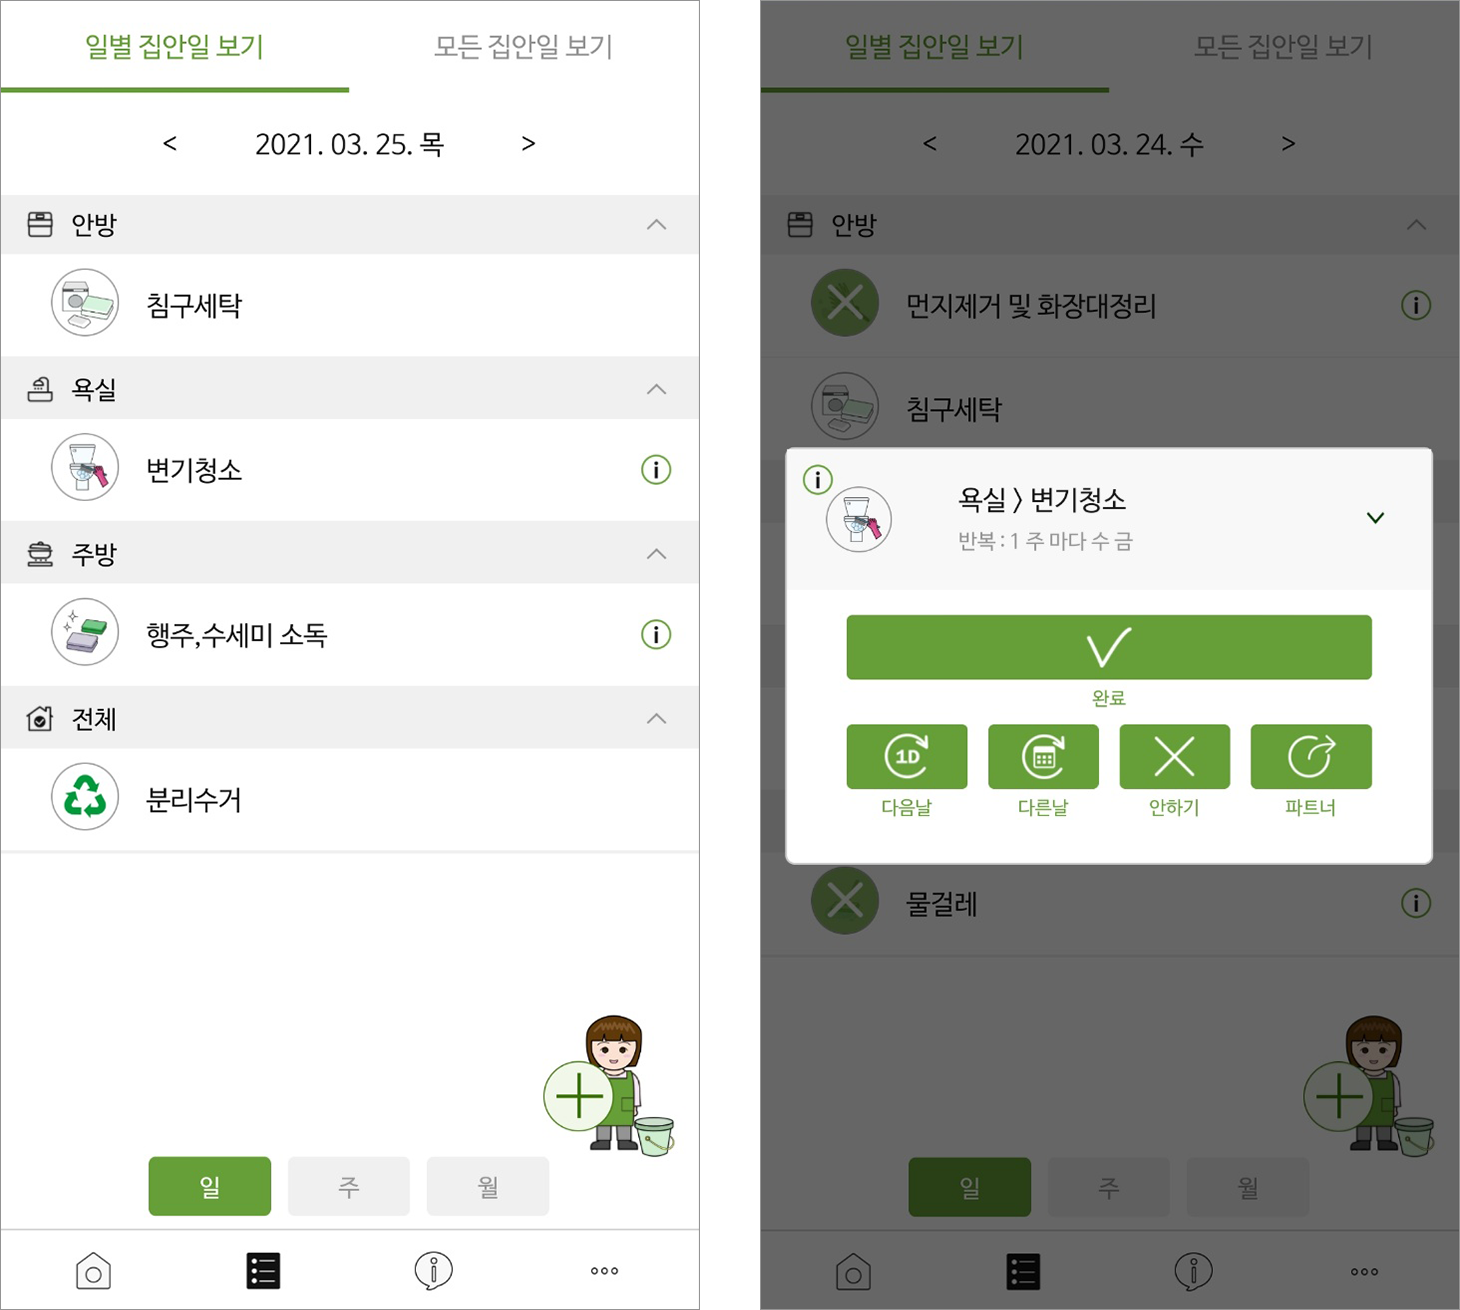 일별 집안일 보기
모든 집안일 보기
< 2021. 03. 25. 목 >
안방
침구세탁
욕실
변기청소
주방
행주,수세미 소독
전체
분리수거
일
주
월
일별 집안일 보기
모든 집안일 보기
< 2021. 03. 24. 수 >
안방
먼지제거 및 화장대정리
침구세탁
욕실 > 변기청소
반복 : 1 주 마다 수 금
완료
1D
다음날
다른날
안하기
파트너
물걸레
일
주
월